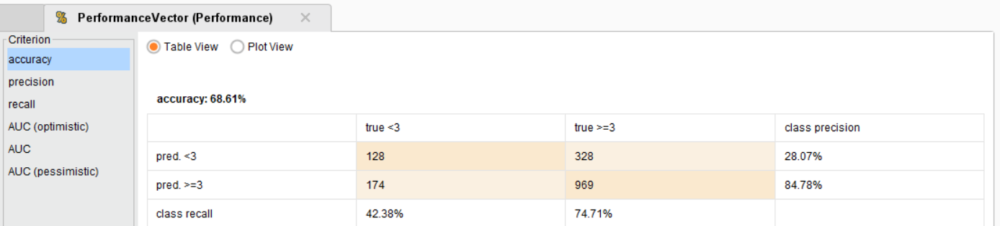 PerformanceVector (Performance)
Criterion
accuracy
precision
recall
AUC (optimistic)
AUC
AUC (pessimistic)
Table View Plot View
accuracy: 68.61%
true <3 true >=3 class precision
pred. <3 128 328 28.07%
pred. >=3 174 969 84.78%
class recall 42.38% 74.71%